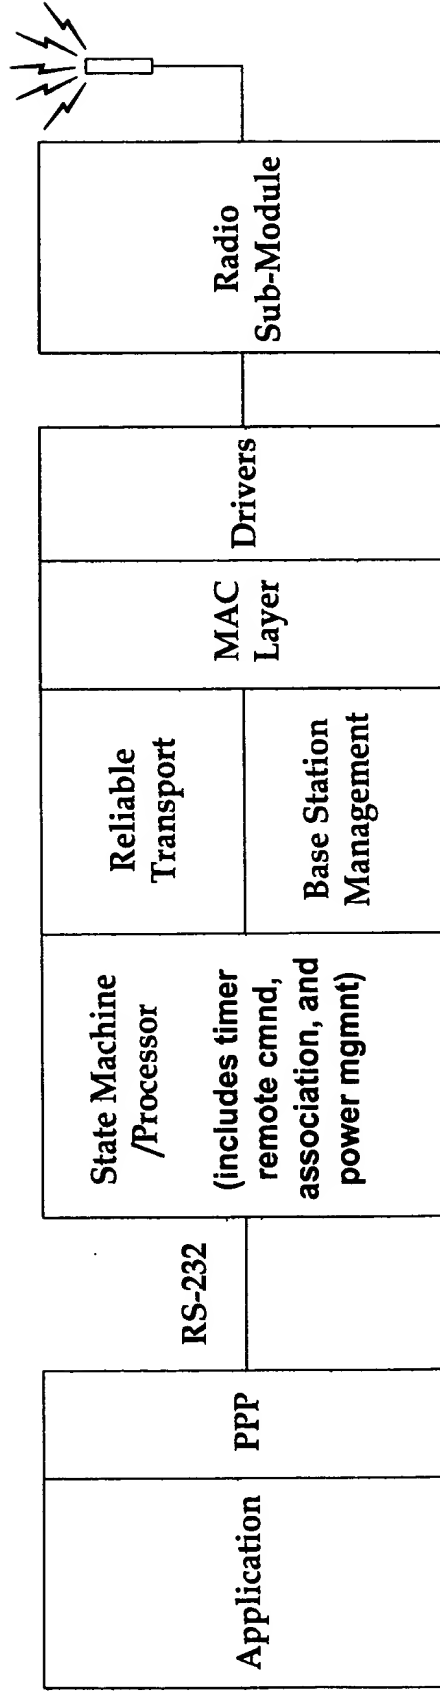 Application
PPP
RS-232
State Machine
/Processor
(includes timer
remote cmnd,
association, and
power mgmnt)
Reliable
Transport
Base Station
Management
MAC
Layer
Drivers
Radio
Sub-Module